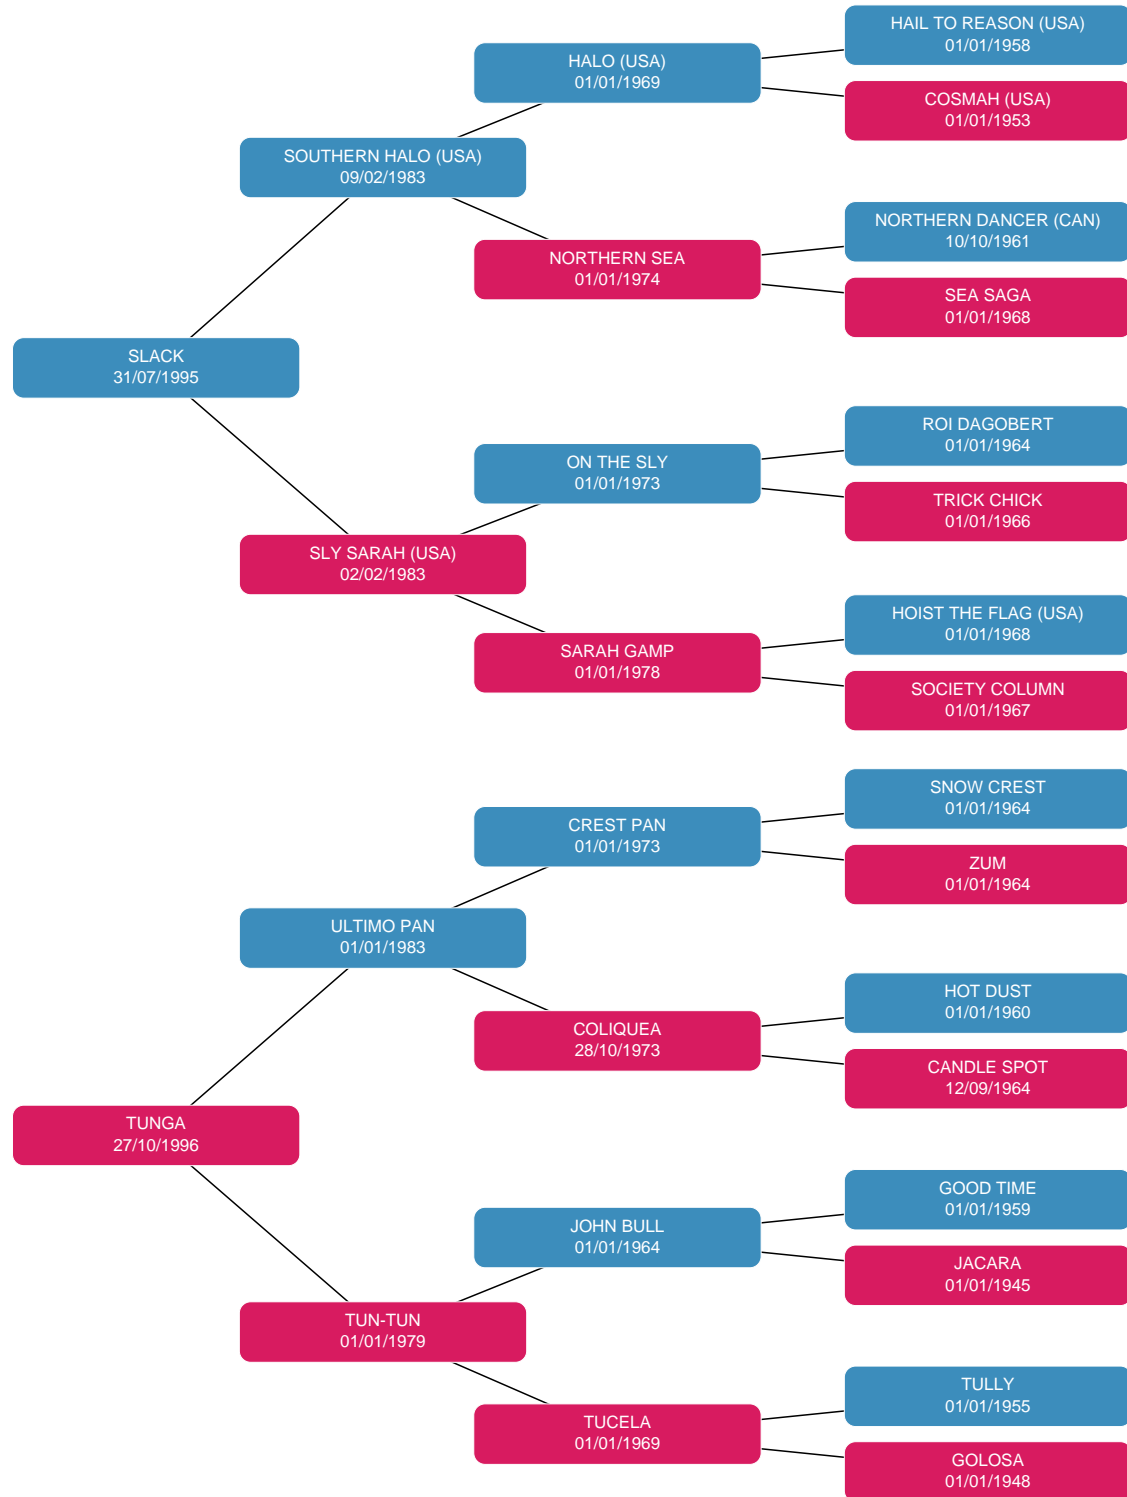 HAIL TO REASON (USA)
01/01/1958
HALO (USA)
01/01/1969
COSMAH (USA)
01/01/1953
SOUTHERN HALO (USA)
09/02/1983
NORTHERN DANCER (CAN)
10/10/1961
NORTHERN SEA
01/01/1974
SEA SAGA
01/01/1968
SLACK
31/07/1995
ROI DAGOBERT
01/01/1964
ON THE SLY
01/01/1973
TRICK CHICK
01/01/1966
SLY SARAH (USA)
02/02/1983
HOIST THE FLAG (USA)
01/01/1968
SARAH GAMP
01/01/1978
SOCIETY COLUMN
01/01/1967
SNOW CREST
01/01/1964
CREST PAN
01/01/1973
ZUM
01/01/1964
ULTIMO PAN
01/01/1983
HOT DUST
01/01/1960
COLIQUEA
28/10/1973
CANDLE SPOT
12/09/1964
TUNGA
27/10/1996
GOOD TIME
01/01/1959
JOHN BULL
01/01/1964
JACARA
01/01/1945
TUN-TUN
01/01/1979
TULLY
01/01/1955
TUCELA
01/01/1969
GOLOSA
01/01/1948